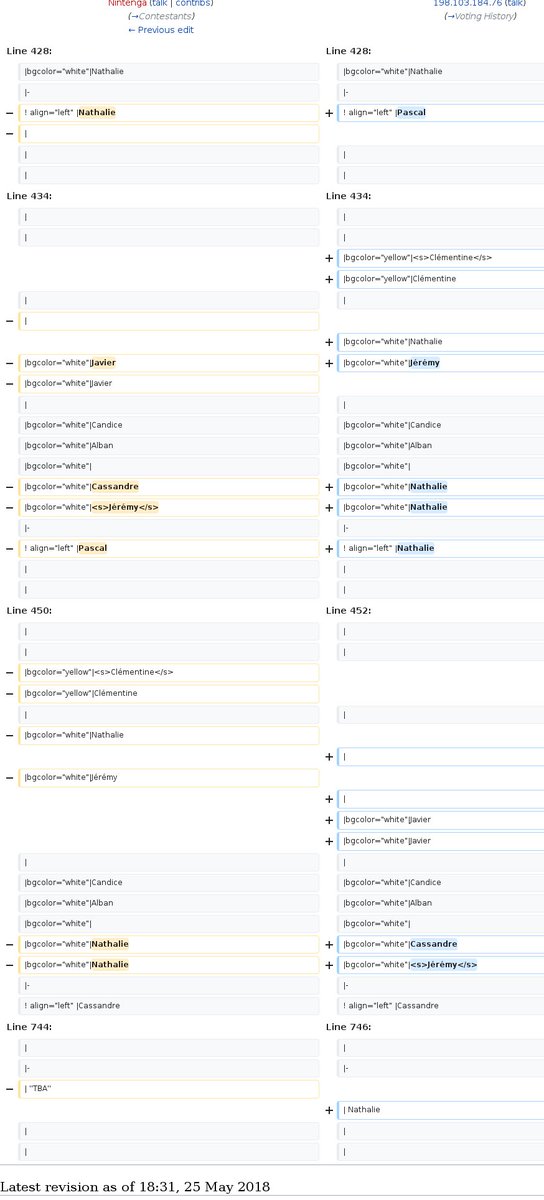 Nintenga (talk | contribs)
(→Contestants)
← Previous edit
198.103.184.76 (talk)
(→Voting History)
Line 428:
Line 428:
|bgcolor="white"|Nathalie
|bgcolor="white"|Nathalie
|-
|-
− ! align="left" |Nathalie
+ ! align="left" |Pascal
− |
|
|
|
|
Line 434:
Line 434:
|
|
|
|
+ |bgcolor="yellow"|<s>Clémentine</s>
+ |bgcolor="yellow"|Clémentine
|
|
− |
+ |bgcolor="white"|Nathalie
− |bgcolor="white"|Javier
+ |bgcolor="white"|Jérémy
− |bgcolor="white"|Javier
|
|
|bgcolor="white"|Candice
|bgcolor="white"|Candice
|bgcolor="white"|Alban
|bgcolor="white"|Alban
|bgcolor="white"|
|bgcolor="white"|
− |bgcolor="white"|Cassandre
+ |bgcolor="white"|Nathalie
− |bgcolor="white"|<s>Jérémy</s>
+ |bgcolor="white"|Nathalie
|-
|-
− ! align="left" |Pascal
+ ! align="left" |Nathalie
|
|
|
|
Line 450:
Line 452:
|
|
|
|
− |bgcolor="yellow"|<s>Clémentine</s>
− |bgcolor="yellow"|Clémentine
|
|
− |bgcolor="white"|Nathalie
+ |
− |bgcolor="white"|Jérémy
+ |
+ |bgcolor="white"|Javier
+ |bgcolor="white"|Javier
|
|
|bgcolor="white"|Candice
|bgcolor="white"|Candice
|bgcolor="white"|Alban
|bgcolor="white"|Alban
|bgcolor="white"|
|bgcolor="white"|
− |bgcolor="white"|Nathalie
+ |bgcolor="white"|Cassandre
− |bgcolor="white"|Nathalie
+ |bgcolor="white"|<s>Jérémy</s>
|-
|-
! align="left" |Cassandre
! align="left" |Cassandre
Line 744:
Line 746:
|
|
|-
|-
− | ''TBA''
+ | Nathalie
|
|
|
|
Latest revision as of 18:31, 25 May 2018